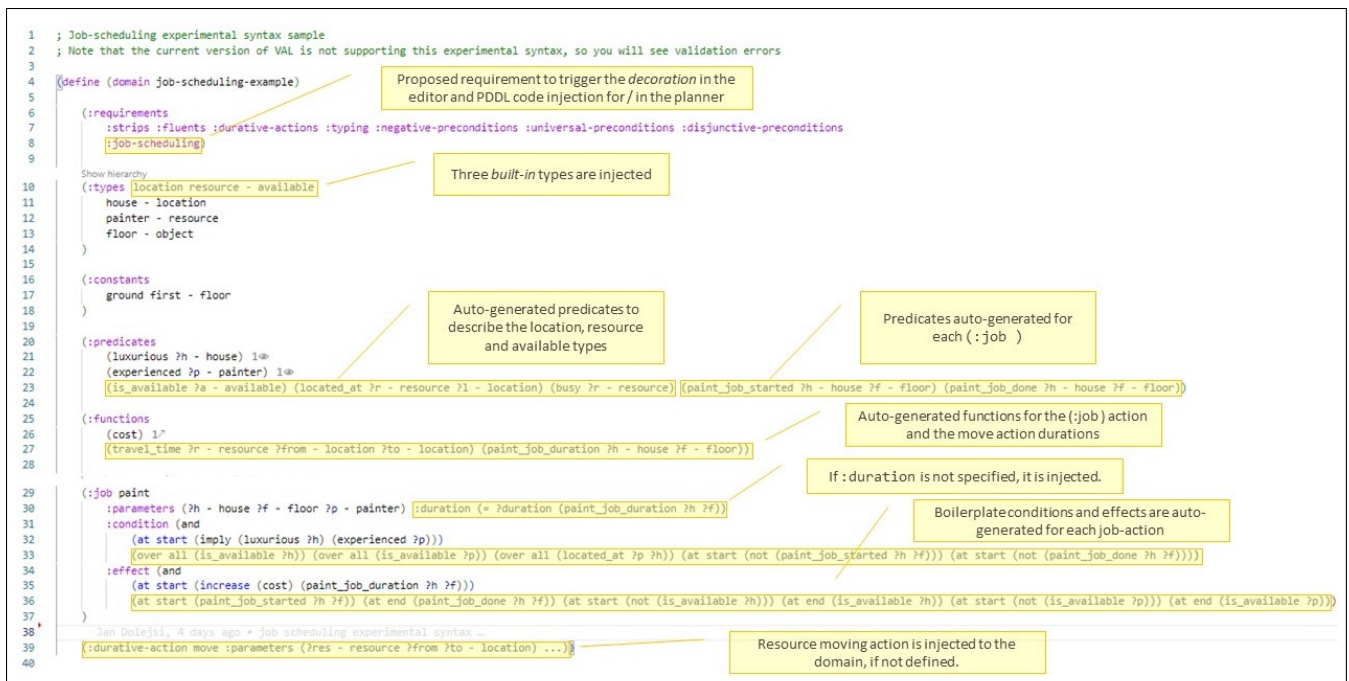 1 ; Job-scheduling experimental syntax sample
2 ; Note that the current version of VAL is not supporting this experimental syntax, so you will see validation errors
3
4 (define (domain job-scheduling-example)
Proposed requirement to trigger the decoration in the
editor and PDDL code injection for / in the planner
5
6 (:requirements
7 :strips :fluents :durative-actions :typing :negative-preconditions :universal-preconditions :disjunctive-preconditions
8 :job-scheduling)
9
Three built-in types are injected
Show hierarchy
10 (:types location resource - available
11 house - location
12 painter - resource
13 floor - object
14 )
15
16 (:constants
17 ground first - floor
18 )
19
Auto-generated predicates to
describe the location, resource
and available types
Predicates auto-generated for
each (:job )
20 (:predicates
21 (luxurious ?h - house) 1
22 (experienced ?p - painter) 1
23 (is_available ?a - available) (located_at ?r - resource ?l - location) (busy ?r - resource) (paint_job_started ?h - house ?f - floor) (paint_job_done ?h - house ?f - floor))
24
25 (:functions
26 (cost) 1
27 (travel_time ?r - resource ?from - location ?to - location) (paint_job_duration ?h - house ?f - floor))
28
Auto-generated functions for the (:job) action
and the move action durations
If :duration is not specified, it is injected.
29 (:job paint
30 :parameters (?h - house ?f - floor ?p - painter) :duration (= ?duration (paint_job_duration ?h ?f))
31 :condition (and
32 (at start (imply (luxurious ?h) (experienced ?p)))
33 (over all (is_available ?h)) (over all (is_available ?p)) (over all (located_at ?p ?h)) (at start (not (paint_job_started ?h ?f))) (at start (not (paint_job_done ?h ?f))))
34 :effect (and
35 (at start (increase (cost) (paint_job_duration ?h ?f)))
36 (at start (paint_job_started ?h ?f)) (at end (paint_job_done ?h ?f)) (at start (not (is_available ?h))) (at end (is_available ?h)) (at start (not (is_available ?p))) (at end (is_available ?p)))
37 )
Boilerplate conditions and effects are auto-
generated for each job-action
38 Jan Dolejsi, 4 days ago • job scheduling experimental syntax …
39 (:durative-action move :parameters (?res - resource ?from ?to - location) ...))
40
Resource moving action is injected to the
domain, if not defined.